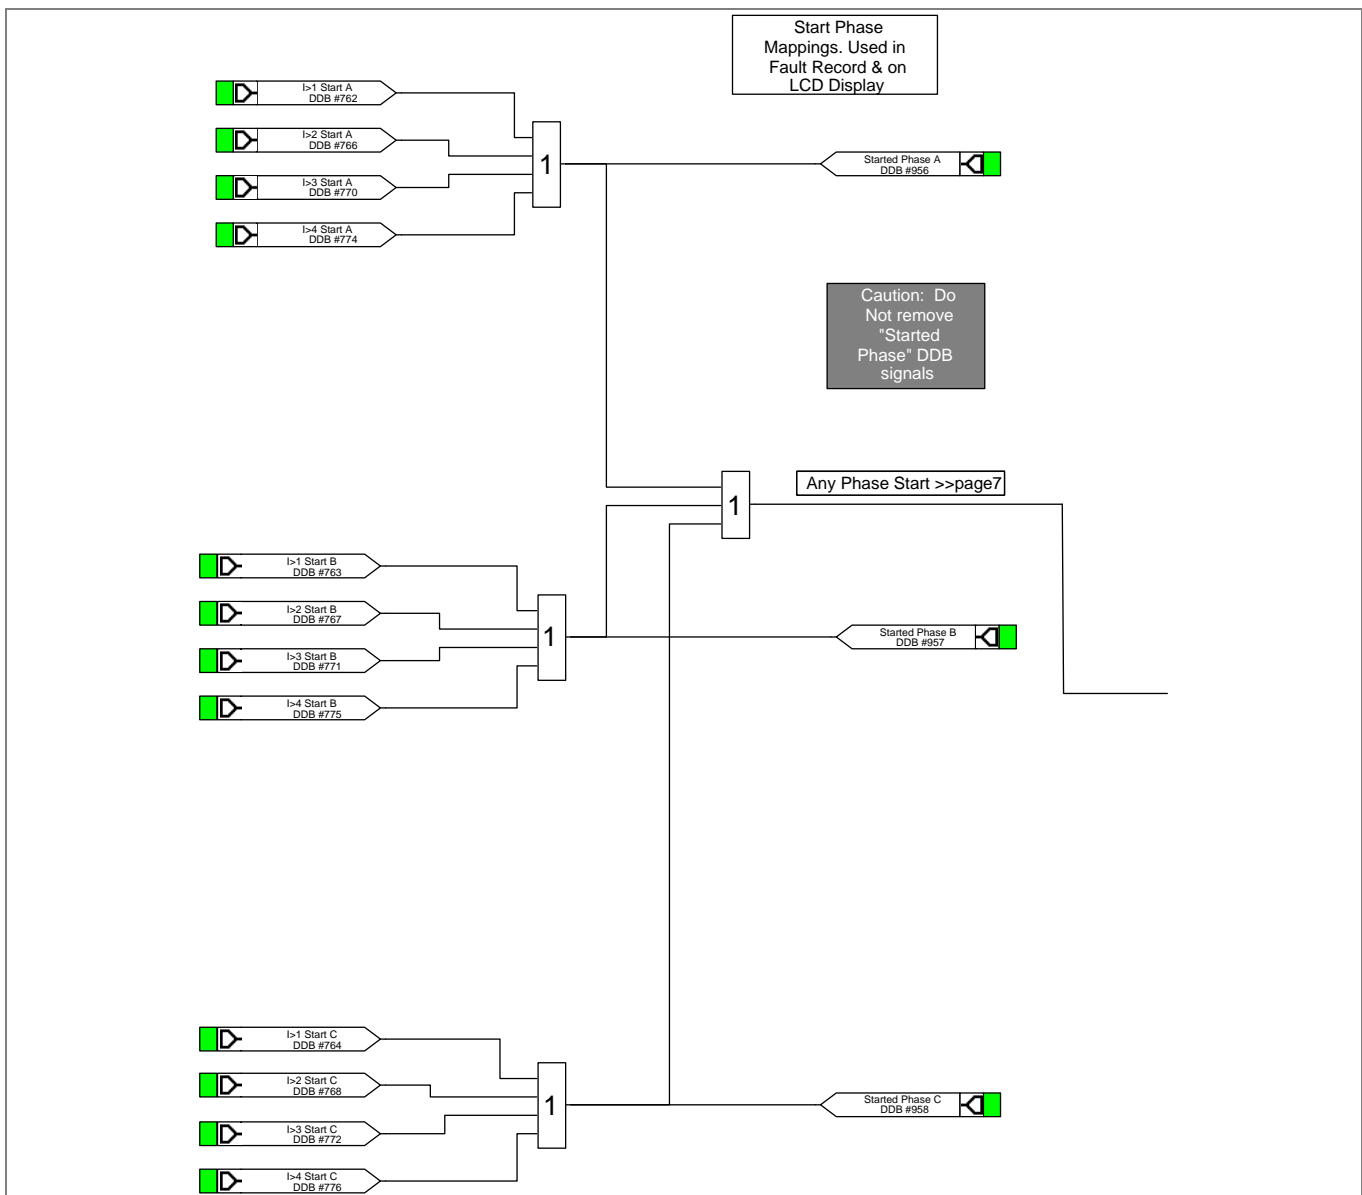 Start Phase
Mappings. Used in
Fault Record & on
LCD Display
I>1 Start A
DDB #762
I>2 Start A
DDB #766
I>3 Start A
DDB #770
I>4 Start A
DDB #774
1
Started Phase A
DDB #956
Caution: Do
Not remove
"Started
Phase" DDB
signals
1
Any Phase Start >>page7
I>1 Start B
DDB #763
I>2 Start B
DDB #767
I>3 Start B
DDB #771
I>4 Start B
DDB #775
1
Started Phase B
DDB #957
I>1 Start C
DDB #764
I>2 Start C
DDB #768
I>3 Start C
DDB #772
I>4 Start C
DDB #776
1
Started Phase C
DDB #958